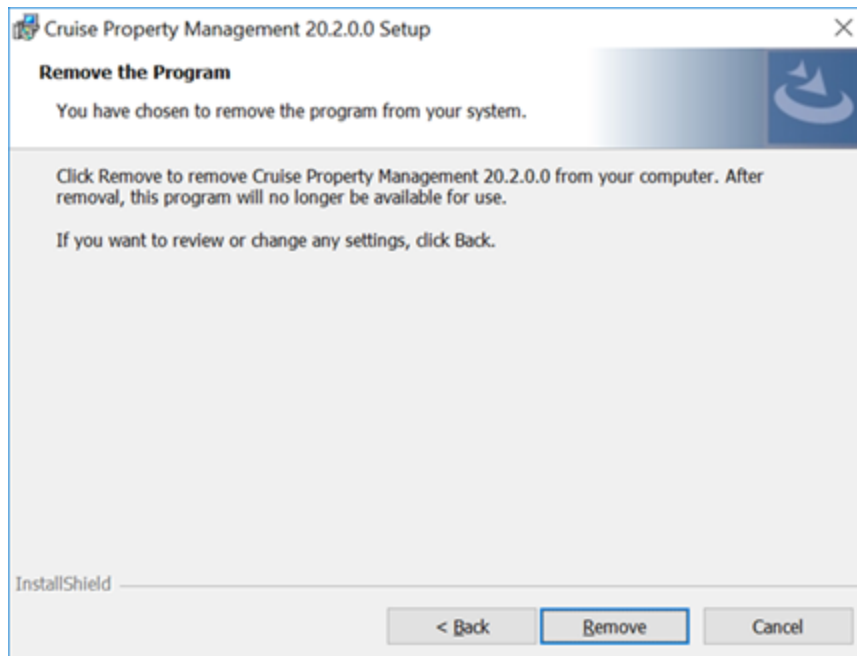 Cruise Property Management 20.2.0.0 Setup
Remove the Program
You have chosen to remove the program from your system.
Click Remove to remove Cruise Property Management 20.2.0.0 from your computer. After
removal, this program will no longer be available for use.
If you want to review or change any settings, click Back.
InstallShield
< Back
Remove
Cancel